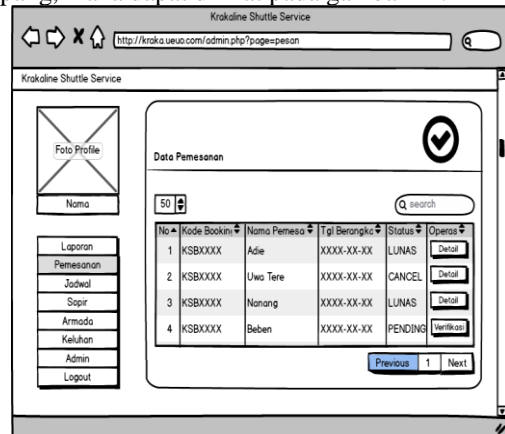 Krakaline Shuttle Service
http://kraka.ueuo.com/admin.php?page=pesan
Krakaline Shuttle Service
Foto Profile
Nama
Laporan
Pemesanan
Jadwal
Sopir
Armada
Keluhan
Admin
Logout
Data Pemesanan
50
search
No Kode Booking Nama Pemesa Tgl Berangka Status Operas
1 KSBXXXX Adie XXXX-XX-XX LUNAS Detail
2 KSBXXXX Uwa Tere XXXX-XX-XX CANCEL Detail
3 KSBXXXX Nanang XXXX-XX-XX LUNAS Detail
4 KSBXXXX Beben XXXX-XX-XX PENDING Verifikasi
Previous 1 Next